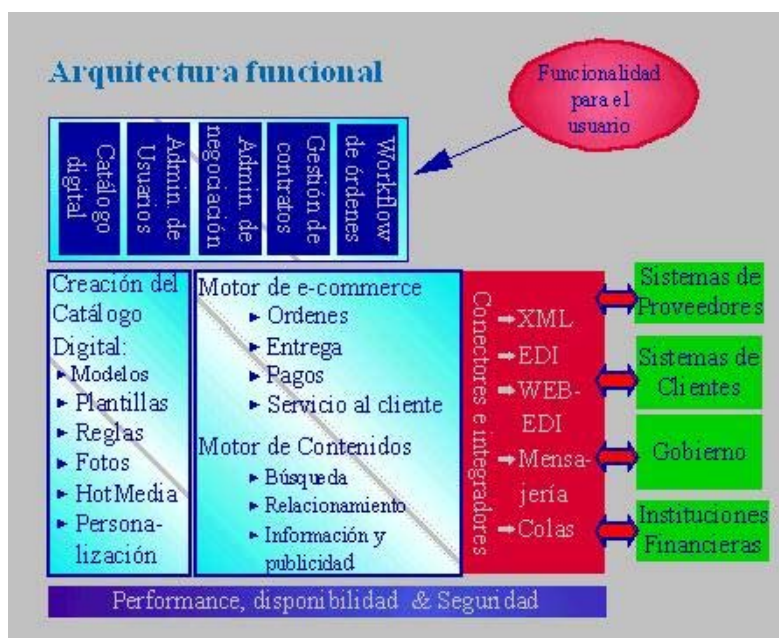 Arquitectura funcional
Funcionalidad
para el
usuario
Catálogo
digital
Admin. de
Usuarios
Admin. de
negociación
Gestión de
contratos
Workflow
de órdenes
Creación del
Catálogo
Digital:
Modelos
Plantillas
Reglas
Fotos
HotMedia
Persona-
lización
Motor de e-commerce
Ordenes
Entrega
Pagos
Servicio al cliente
Motor de Contenidos
Búsqueda
Relacionamiento
Información y
publicidad
Conectores e integradores
XML
EDI
WEB-
EDI
Mensa-
jería
Colas
Sistemas de
Proveedores
Sistemas de
Clientes
Gobierno
Instituciones
Financieras
Performance, disponibilidad & Seguridad